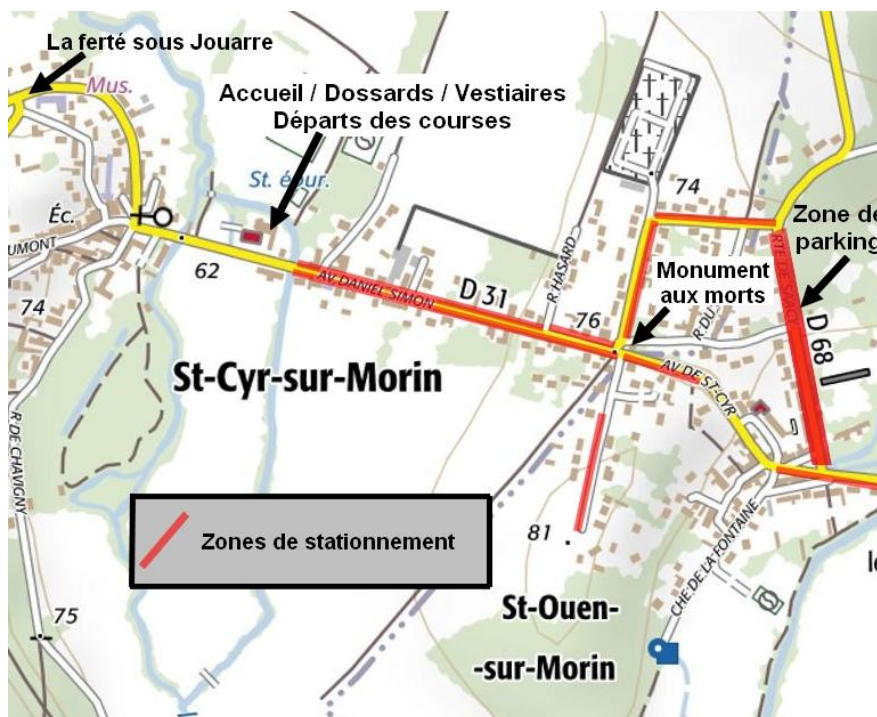 La ferté sous Jouarre
Mus.
Accueil / Dossards / Vestiaires
Départs des courses
St. épur.
Éc.
74
UMONT
62
AV DANIEL SIMON
D 31
R HASARD
76
Monument
aux morts
Zone de
parking
RTE DE SAACY
D 68
R DU
74
St-Cyr-sur-Morin
AV DE ST-CYR
R DE CHAVIGNY
Zones de stationnement
81
CHE DE LA FONTAINE
St-Ouen-
-sur-Morin
75